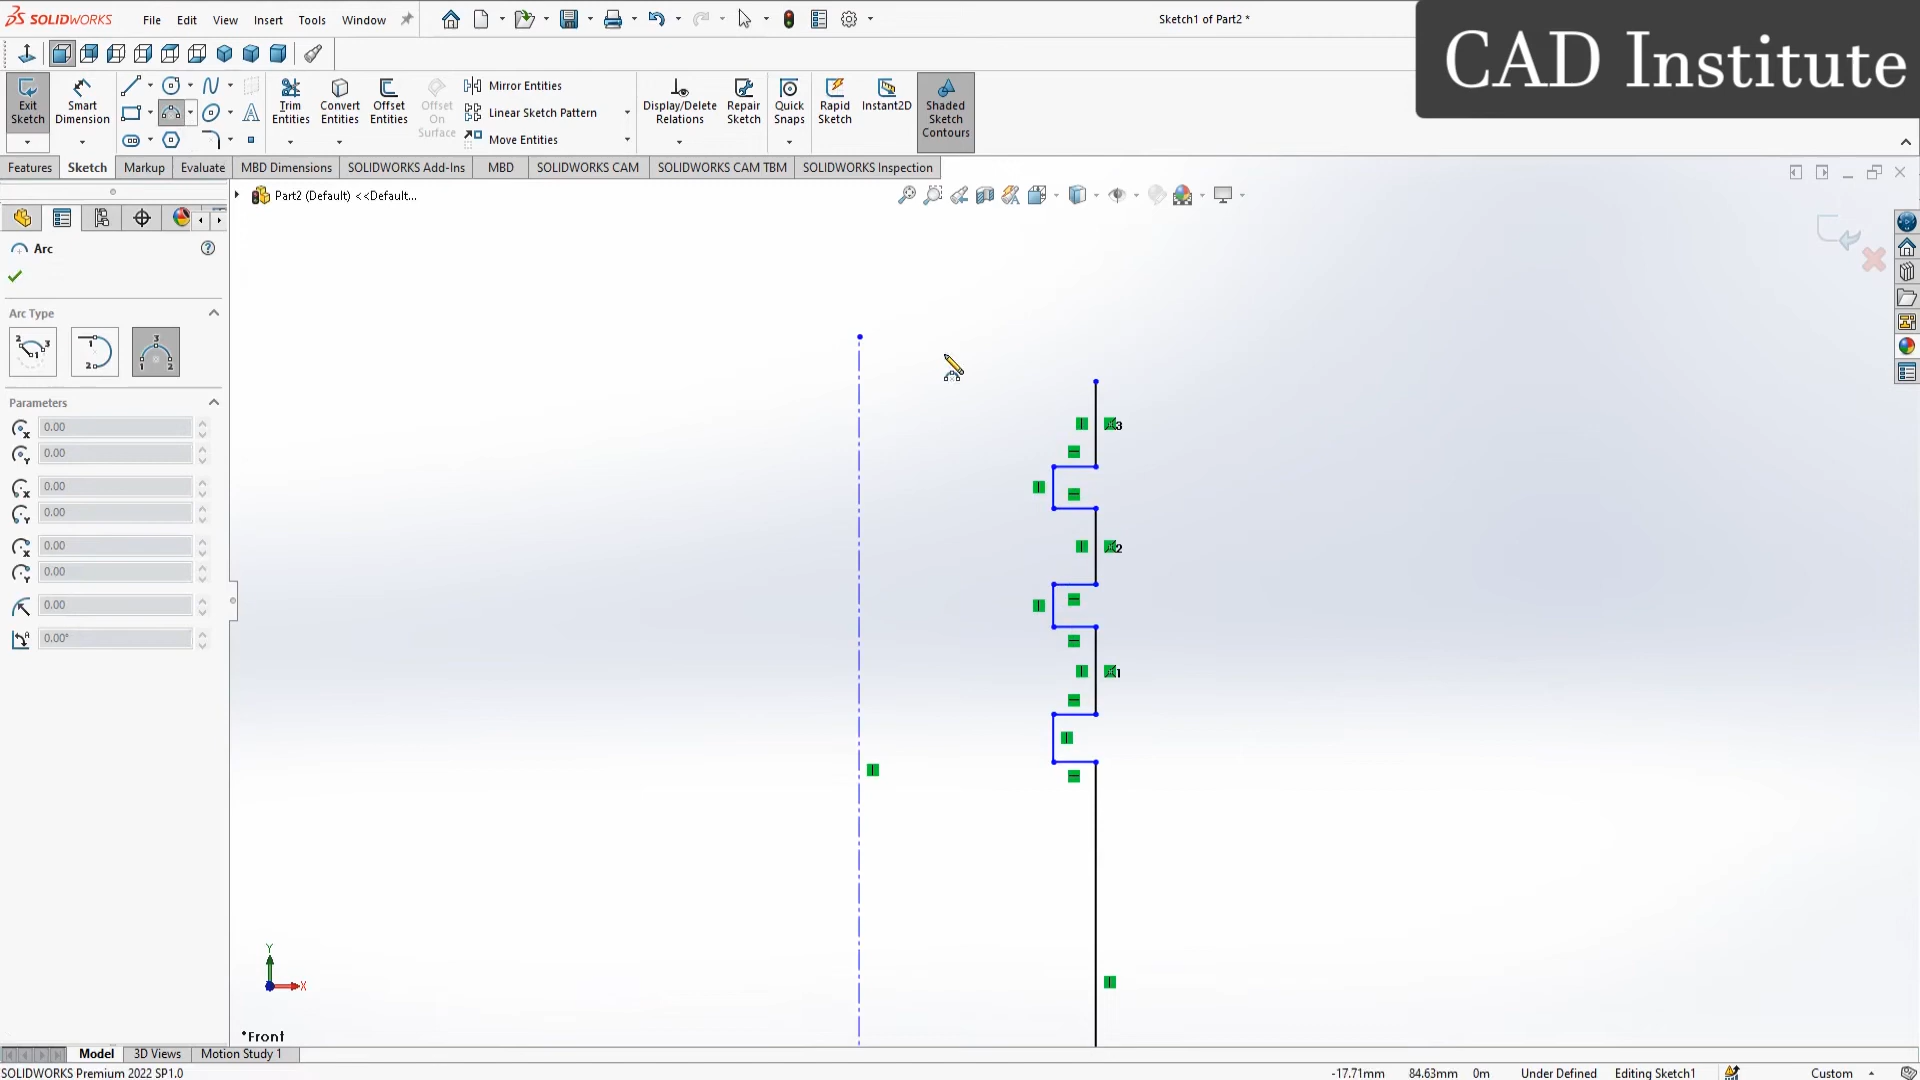 SOLIDWORKS File Edit View Insert Tools Window Sketch1 of Part2 *
CAD Institute
Exit Sketch Smart Dimension Trim Entities Convert Entities Offset Entities Offset On Surface Mirror Entities Linear Sketch Pattern Move Entities Display/Delete Relations Repair Sketch Quick Snaps Rapid Sketch Instant2D Shaded Sketch Contours
Features Sketch Markup Evaluate MBD Dimensions SOLIDWORKS Add-Ins MBD SOLIDWORKS CAM SOLIDWORKS CAM TBM SOLIDWORKS Inspection
Part2 (Default) <<Default...
Arc
Arc Type
Parameters
0.00
0.00
0.00
0.00
0.00
0.00
0.00
0.00°
3
2
1
Y
X
*Front
Model 3D Views Motion Study 1
SOLIDWORKS Premium 2022 SP1.0 -17.71mm 84.63mm 0m Under Defined Editing Sketch1 Custom